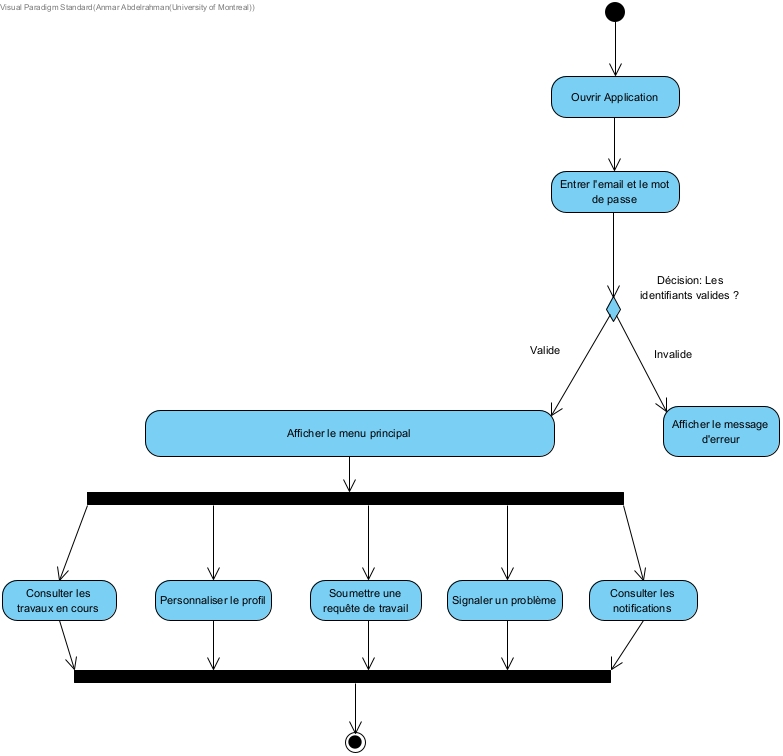 Visual Paradigm Standard(Anmar Abdelrahman(University of Montreal))
Ouvrir Application
Entrer l'email et le mot
de passe
Décision: Les
identifiants valides ?
Valide
Invalide
Afficher le menu principal
Afficher le message
d'erreur
Consulter les
travaux en cours
Personnaliser le profil
Soumettre une
requête de travail
Signaler un problème
Consulter les
notifications